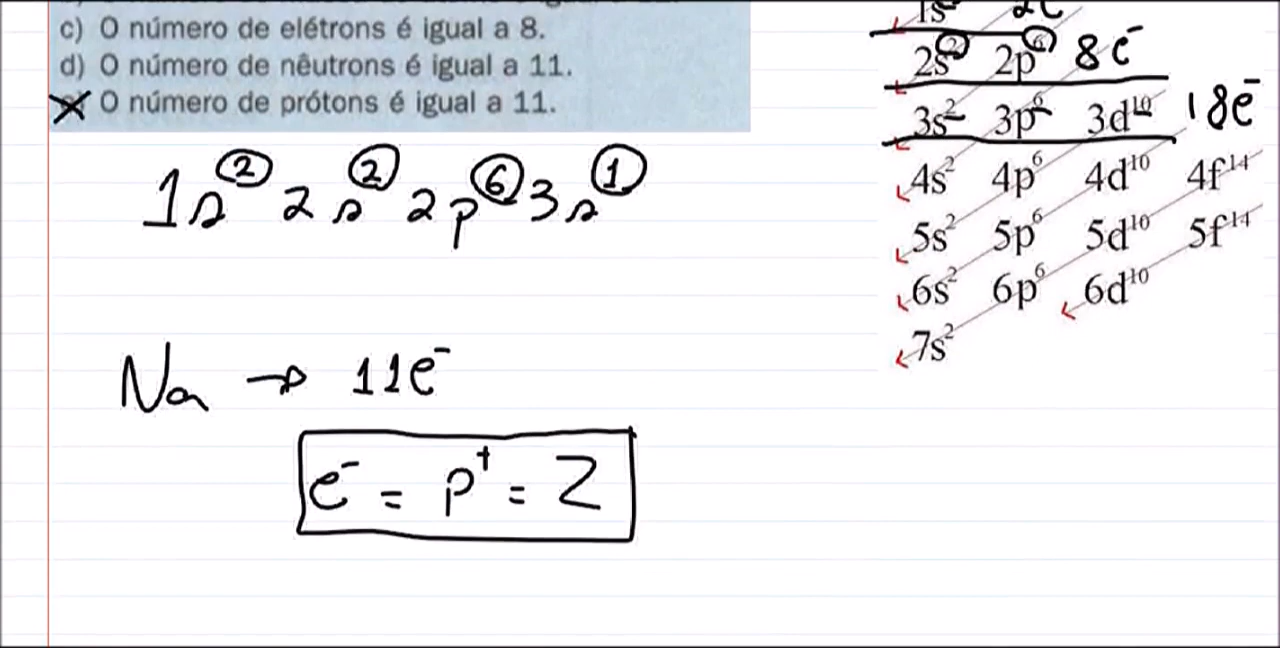 c) O número de elétrons é igual a 8.
d) O número de nêutrons é igual a 11.
O número de prótons é igual a 11.
1s² 2s² 2p⁶ 3s¹
Na → 11e⁻
e⁻ = p⁺ = Z
2s² 2p⁶ 8e⁻
3s² 3p⁶ 3d¹⁰ 18e⁻
4s² 4p⁶ 4d¹⁰ 4f¹⁴
5s² 5p⁶ 5d¹⁰ 5f¹⁴
6s² 6p⁶ 6d¹⁰
7s²